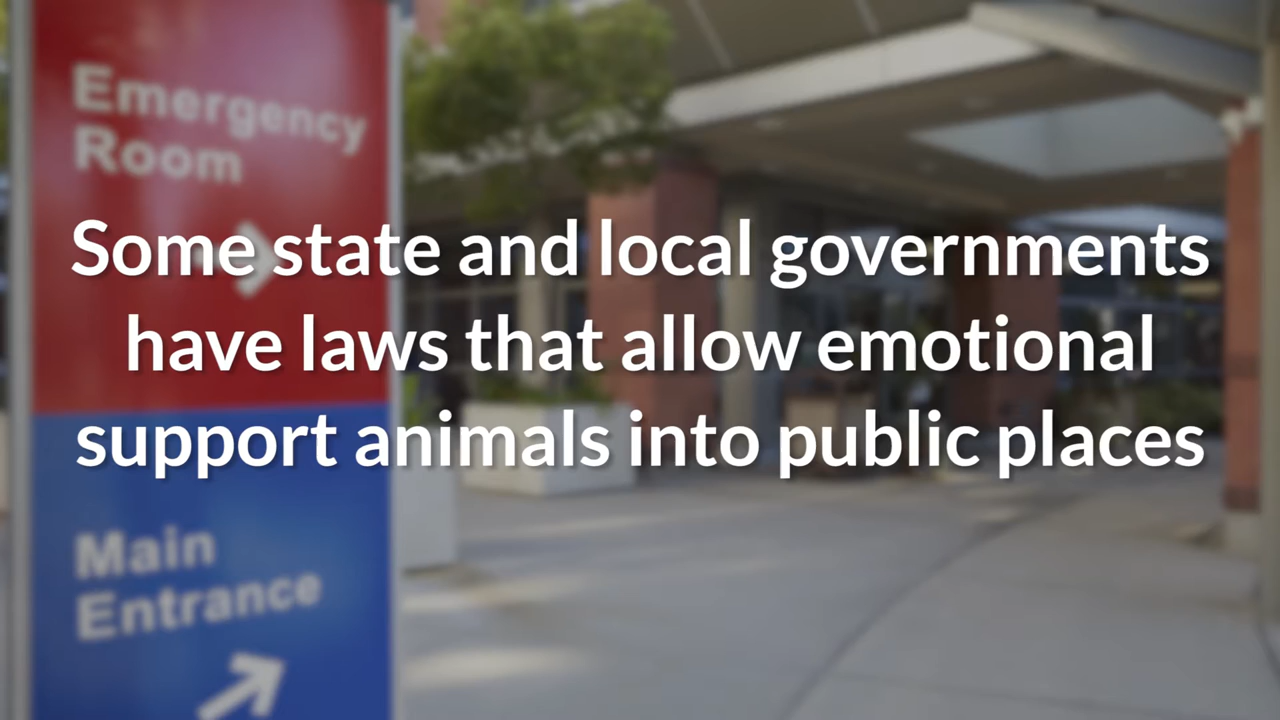 Emergency
Room
Some state and local governments
have laws that allow emotional
support animals into public places
Main
Entrance